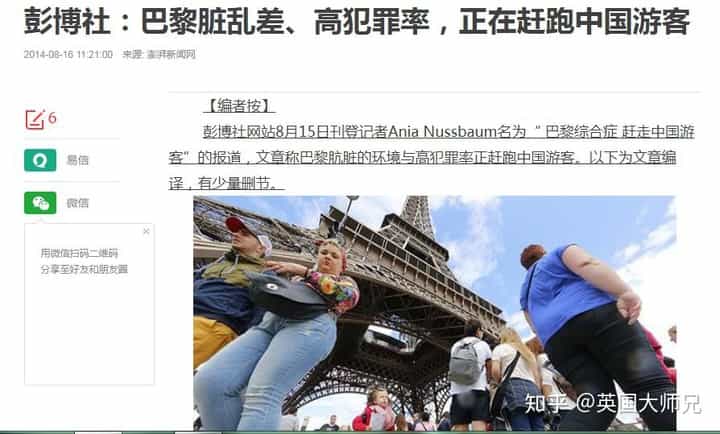 彭博社：巴黎脏乱差、高犯罪率，正在赶跑中国游客
2014-08-16 11:21:00 来源: 澎湃新闻网
6
易信
微信
×
用微信扫码二维码
分享至好友和朋友圈
【编者按】
彭博社网站8月15日刊登记者Ania Nussbaum名为“ 巴黎综合症 赶走中国游
客”的报道，文章称巴黎肮脏的环境与高犯罪率正赶跑中国游客。以下为文章编
译，有少量删节。
知乎 @英国大师兄